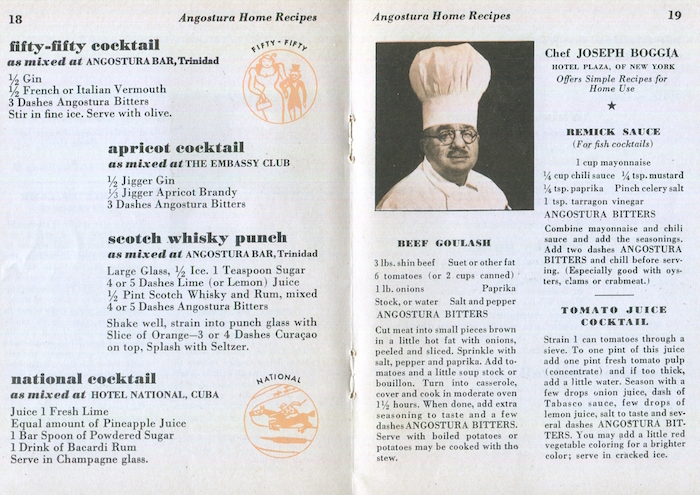 18
Angostura Home Recipes
fifty-fifty cocktail
as mixed at ANGOSTURA BAR, Trinidad
½ Gin
½ French or Italian Vermouth
3 Dashes Angostura Bitters
Stir in fine ice. Serve with olive.
FIFTY-FIFTY
apricot cocktail
as mixed at THE EMBASSY CLUB
½ Jigger Gin
⅓ Jigger Apricot Brandy
3 Dashes Angostura Bitters
scotch whisky punch
as mixed at ANGOSTURA BAR, Trinidad
Large Glass, ½ Ice. 1 Teaspoon Sugar
4 or 5 Dashes Lime (or Lemon) Juice
½ Pint Scotch Whisky and Rum, mixed
4 or 5 Dashes Angostura Bitters
Shake well, strain into punch glass with
Slice of Orange—3 or 4 Dashes Curaçao
on top, Splash with Seltzer.
national cocktail
as mixed at HOTEL NATIONAL, CUBA
Juice 1 Fresh Lime
Equal amount of Pineapple Juice
1 Bar Spoon of Powdered Sugar
1 Drink of Bacardi Rum
Serve in Champagne glass.
NATIONAL
Angostura Home Recipes
19
Chef JOSEPH BOGGIA
HOTEL PLAZA, OF NEW YORK
Offers Simple Recipes for
Home Use
★
BEEF GOULASH
3 lbs. shin beef Suet or other fat
6 tomatoes (or 2 cups canned)
1 lb. onions Paprika
Stock, or water Salt and pepper
ANGOSTURA BITTERS
Cut meat into small pieces brown
in a little hot fat with onions,
peeled and sliced. Sprinkle with
salt, pepper and paprika. Add to-
matoes and a little soup stock or
bouillon. Turn into casserole,
cover and cook in moderate oven
1½ hours. When done, add extra
seasoning to taste and a few
dashes ANGOSTURA BITTERS.
Serve with boiled potatoes or
potatoes may be cooked with the
stew.
REMICK SAUCE
(For fish cocktails)
1 cup mayonnaise
¼ cup chili sauce ¼ tsp. mustard
¼ tsp. paprika Pinch celery salt
1 tsp. tarragon vinegar
ANGOSTURA BITTERS
Combine mayonnaise and chili
sauce and add the seasonings.
Add two dashes ANGOSTURA
BITTERS and chill before serv-
ing. (Especially good with oys-
ters, clams or crabmeat.)
TOMATO JUICE
COCKTAIL
Strain 1 can tomatoes through a
sieve. To one pint of this juice
add one pint fresh tomato pulp
(concentrate) and if too thick,
add a little water. Season with a
few drops onion juice, dash of
Tabasco sauce, few drops of
lemon juice, salt to taste and sev-
eral dashes ANGOSTURA BIT-
TERS. You may add a little red
vegetable coloring for a brighter
color; serve in cracked ice.